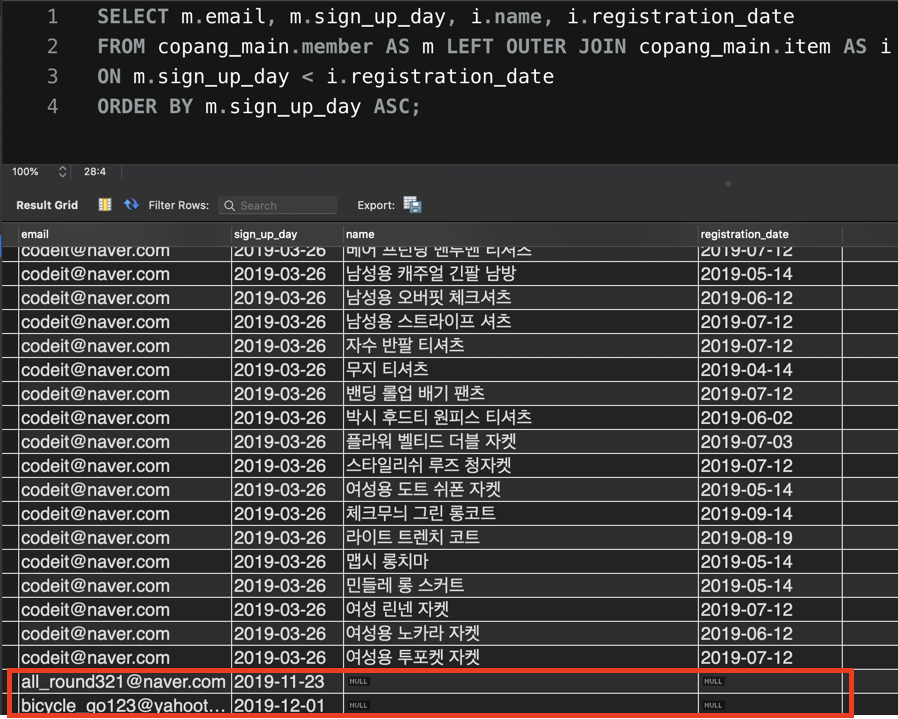 1 SELECT m.email, m.sign_up_day, i.name, i.registration_date
2 FROM copang_main.member AS m LEFT OUTER JOIN copang_main.item AS i
3 ON m.sign_up_day < i.registration_date
4 ORDER BY m.sign_up_day ASC;
100% 28:4
Result Grid Filter Rows: Search Export:
email sign_up_day name registration_date
codeit@naver.com 2019-03-26 베어 프린팅 맨투맨 티셔츠 2019-07-12
codeit@naver.com 2019-03-26 남성용 캐주얼 긴팔 남방 2019-05-14
codeit@naver.com 2019-03-26 남성용 오버핏 체크셔츠 2019-06-12
codeit@naver.com 2019-03-26 남성용 스트라이프 셔츠 2019-07-12
codeit@naver.com 2019-03-26 자수 반팔 티셔츠 2019-07-12
codeit@naver.com 2019-03-26 무지 티셔츠 2019-04-14
codeit@naver.com 2019-03-26 밴딩 롤업 배기 팬츠 2019-07-12
codeit@naver.com 2019-03-26 박시 후드티 원피스 티셔츠 2019-06-02
codeit@naver.com 2019-03-26 플라워 벨티드 더블 자켓 2019-07-03
codeit@naver.com 2019-03-26 스타일리쉬 루즈 청자켓 2019-07-12
codeit@naver.com 2019-03-26 여성용 도트 쉬폰 자켓 2019-05-14
codeit@naver.com 2019-03-26 체크무늬 그린 롱코트 2019-09-14
codeit@naver.com 2019-03-26 라이트 트렌치 코트 2019-08-19
codeit@naver.com 2019-03-26 맵시 롱치마 2019-05-14
codeit@naver.com 2019-03-26 민들레 롱 스커트 2019-05-14
codeit@naver.com 2019-03-26 여성 린넨 자켓 2019-07-12
codeit@naver.com 2019-03-26 여성용 노카라 자켓 2019-06-12
codeit@naver.com 2019-03-26 여성용 투포켓 자켓 2019-07-12
all_round321@naver.com 2019-11-23 NULL NULL
bicycle_go123@yahoot... 2019-12-01 NULL NULL